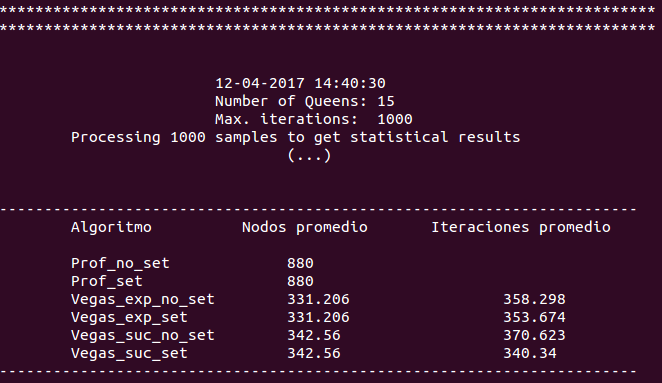 *************************************************************************
*************************************************************************
12-04-2017 14:40:30
Number of Queens: 15
Max. iterations:  1000
Processing 1000 samples to get statistical results
(...)
-----------------------------------------------------------------------
Algoritmo          Nodos promedio       Iteraciones promedio
Prof_no_set             880
Prof_set                880
Vegas_exp_no_set        331.206                 358.298
Vegas_exp_set           331.206                 353.674
Vegas_suc_no_set        342.56                  370.623
Vegas_suc_set           342.56                  340.34
-----------------------------------------------------------------------